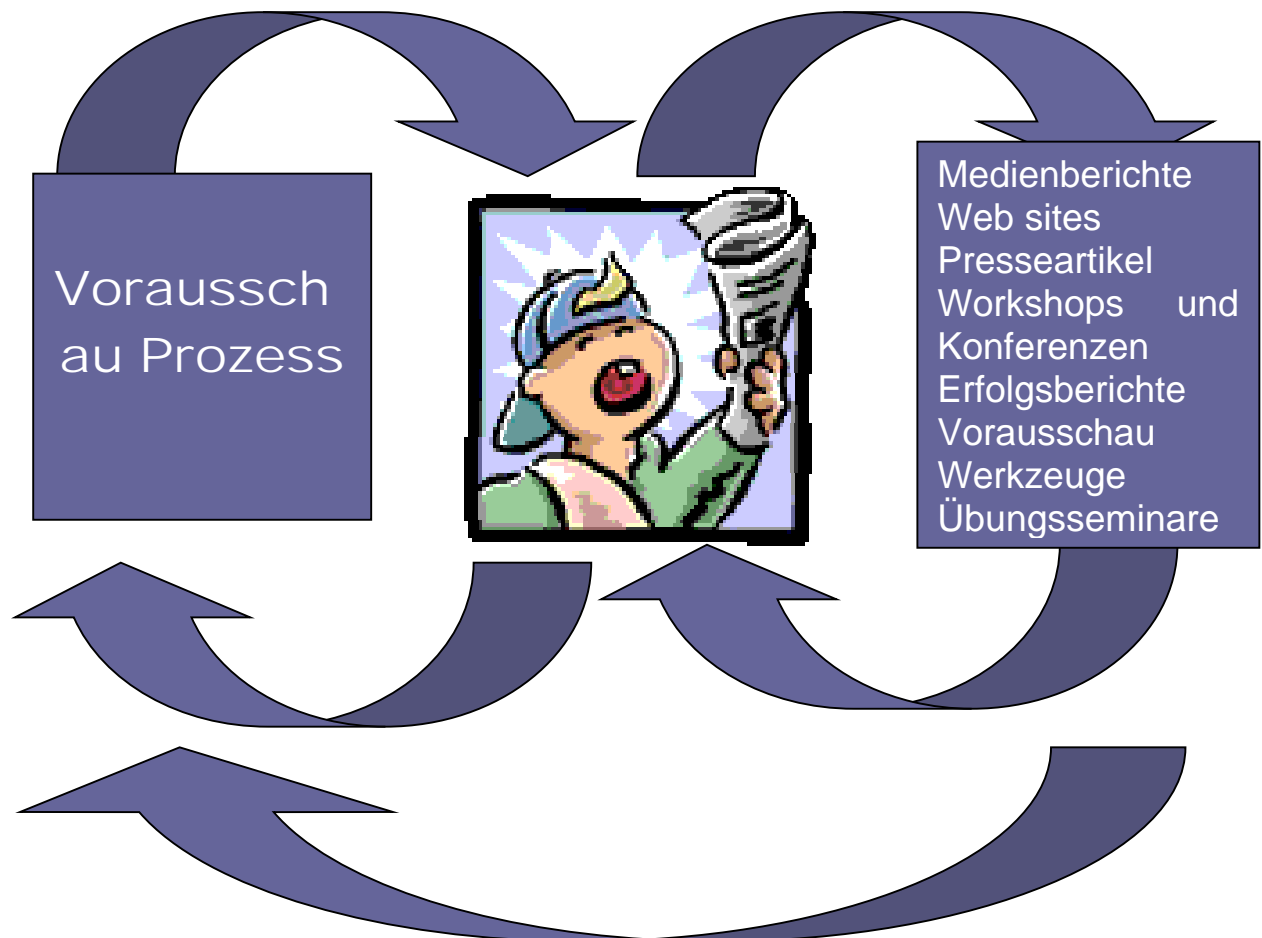 Voraussch
au Prozess
Medienberichte
Web sites
Presseartikel
Workshops und
Konferenzen
Erfolgsberichte
Vorausschau
Werkzeuge
Übungsseminare